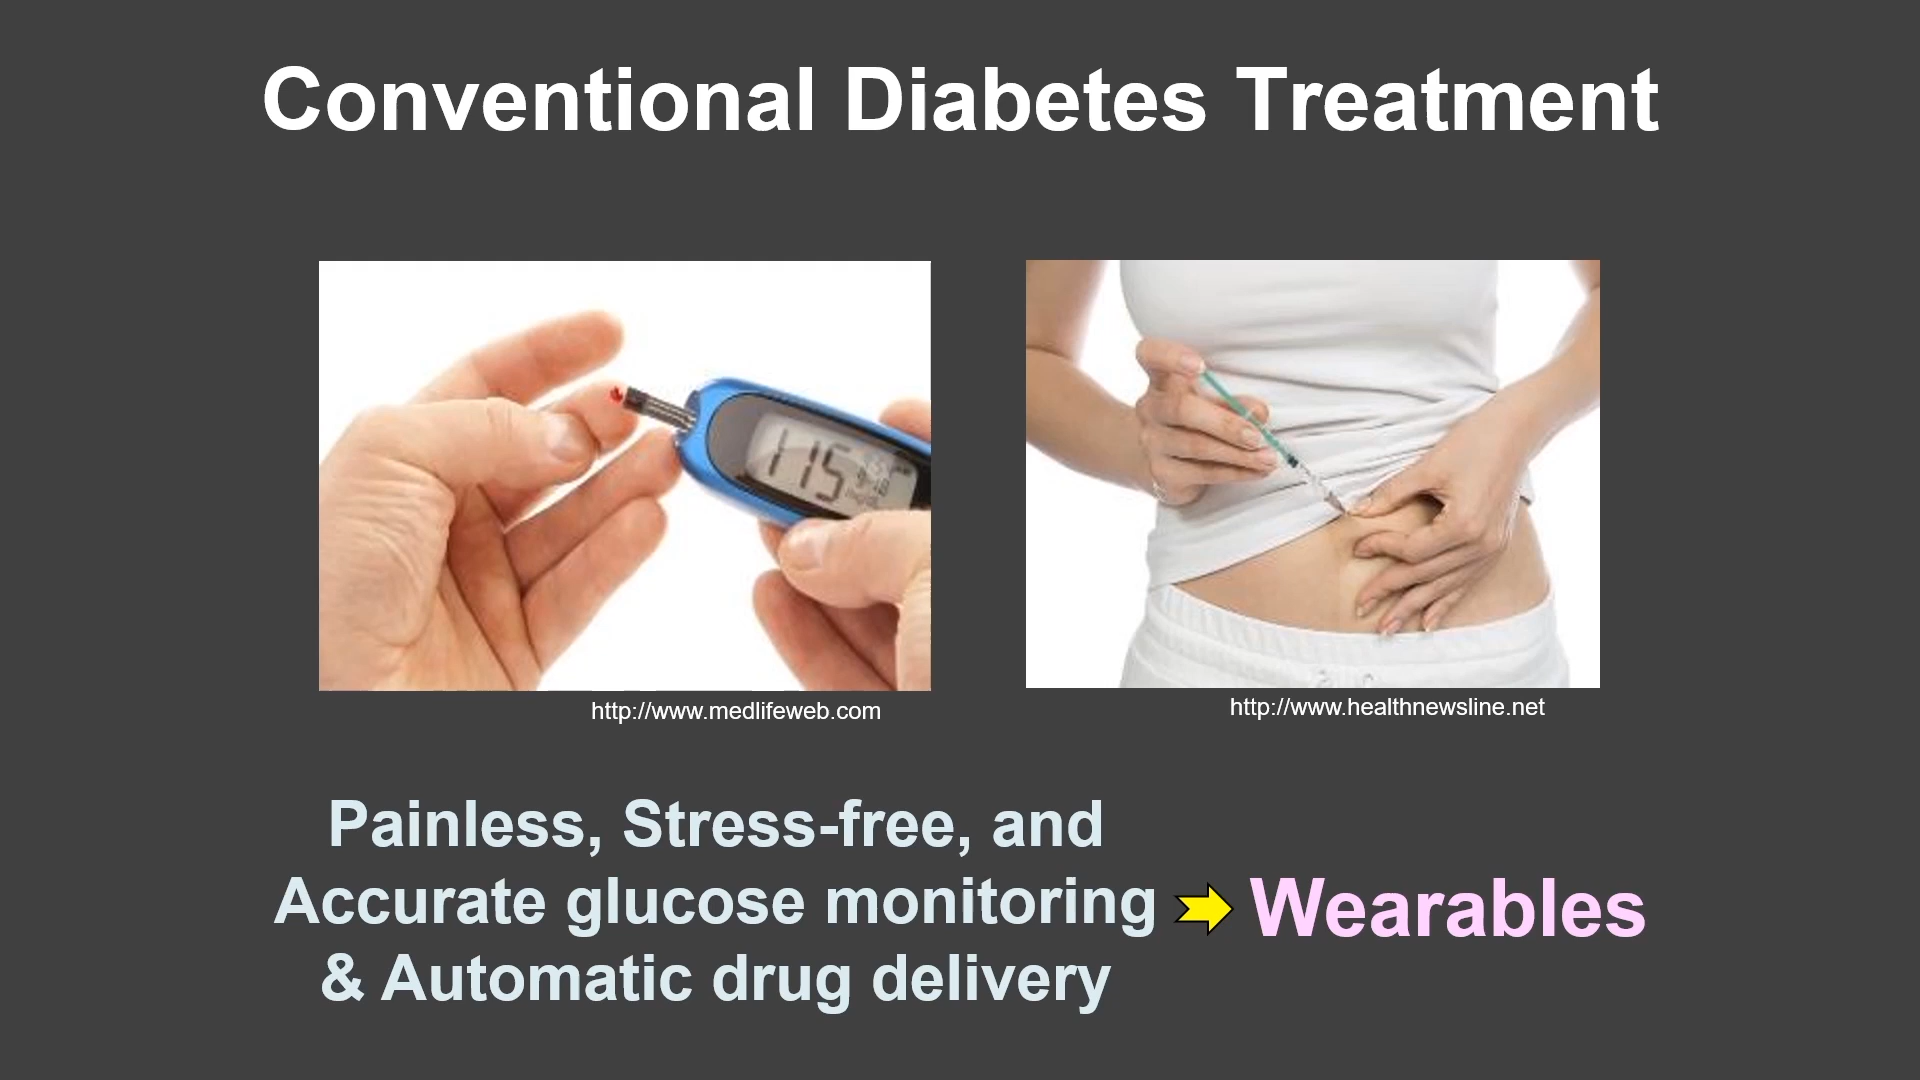 Conventional Diabetes Treatment
115
http://www.medlifeweb.com
http://www.healthnewsline.net
Painless, Stress-free, and
Accurate glucose monitoring
Wearables
& Automatic drug delivery